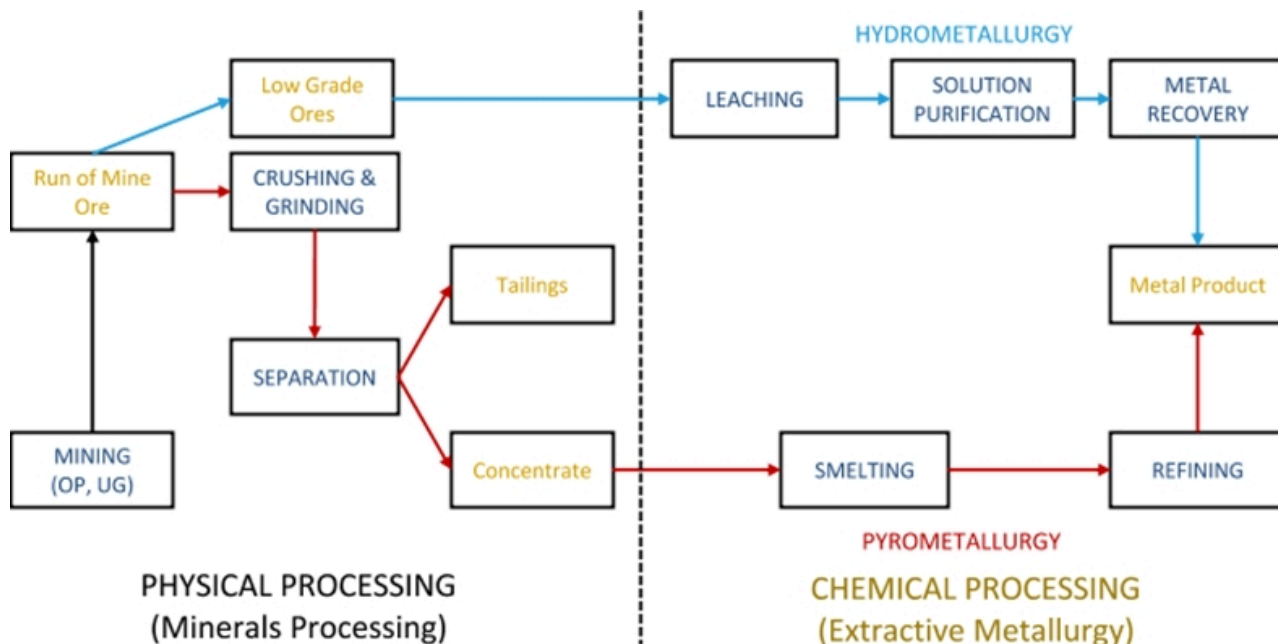 HYDROMETALLURGY
Low Grade
Ores
LEACHING
SOLUTION
PURIFICATION
METAL
RECOVERY
Run of Mine
Ore
CRUSHING &
GRINDING
Tailings
Metal Product
SEPARATION
MINING
(OP, UG)
Concentrate
SMELTING
REFINING
PYROMETALLURGY
PHYSICAL PROCESSING
(Minerals Processing)
CHEMICAL PROCESSING
(Extractive Metallurgy)